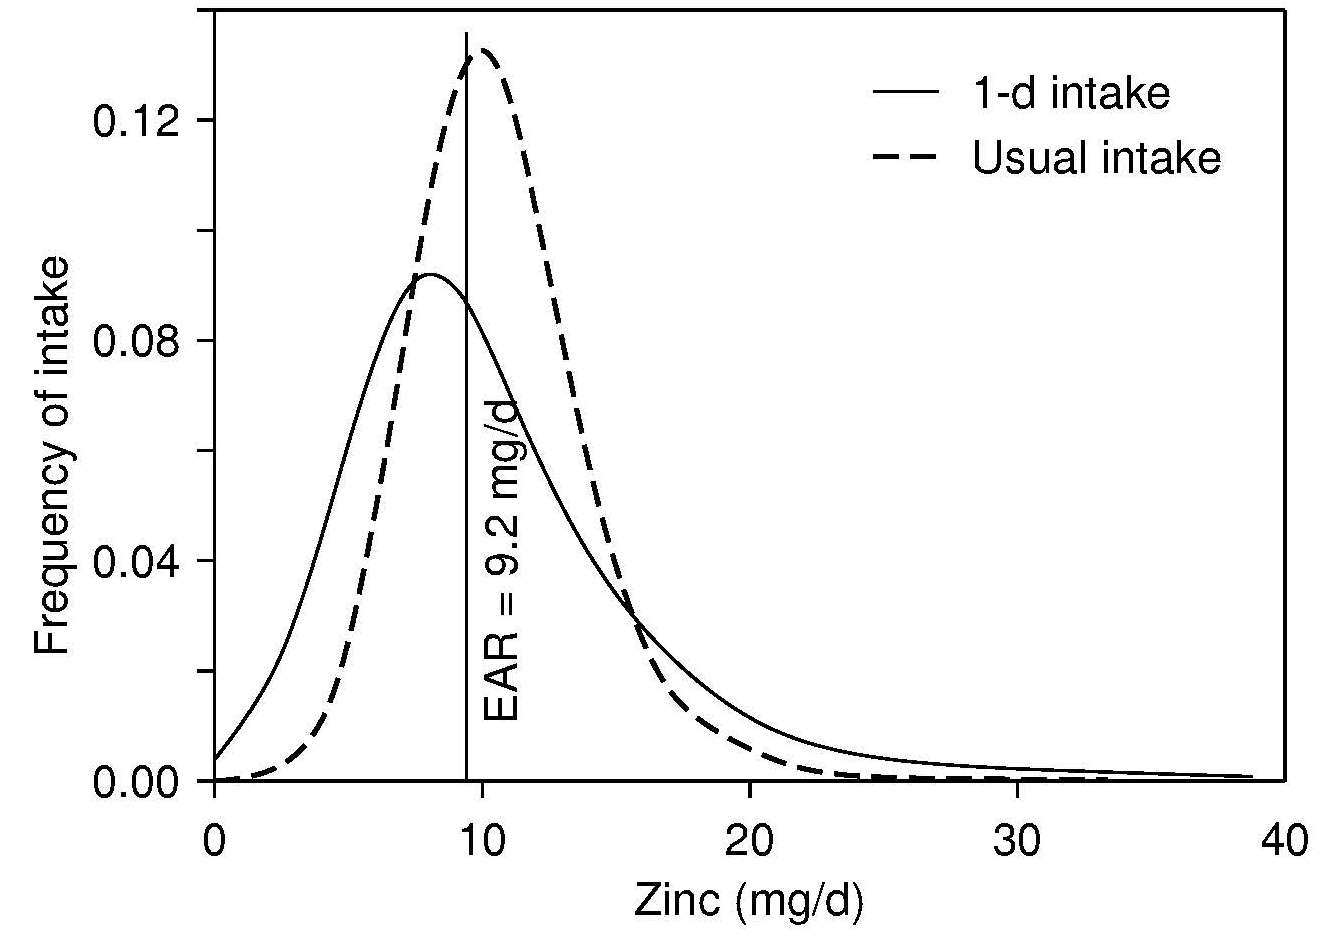 1-d intake
Usual intake
0.12
0.08
0.04
0.00
Frequency of intake
EAR = 9.2 mg/d
0 10 20 30 40
Zinc (mg/d)